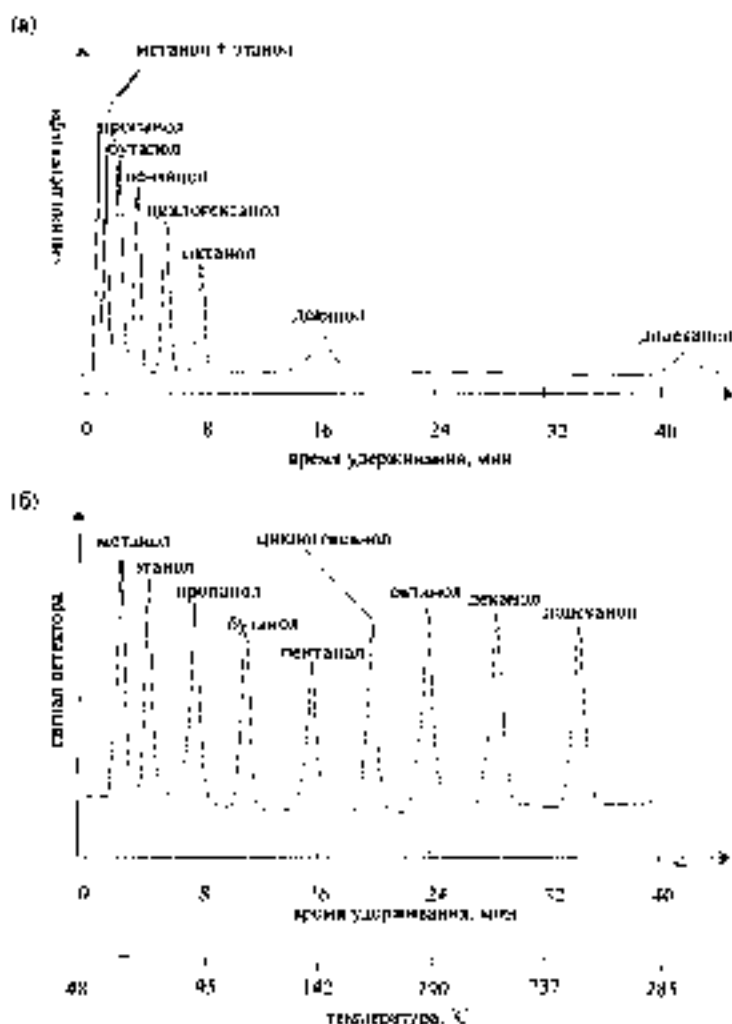 (а)
метанол + этанол
пропанол
бутанол
циклогексанол
октанол
деканол
додеканол
сигнал детектора
0 8 16 24 32 40
время удерживания, мин
(б)
метанол
циклогексанол
этанол
пропанол
октанол
деканол
додеканол
бутанол
пентанал
сигнал детектора
0 8 16 24 32 40
время удерживания, мин
48 95 142 190 237 285
температура, °C